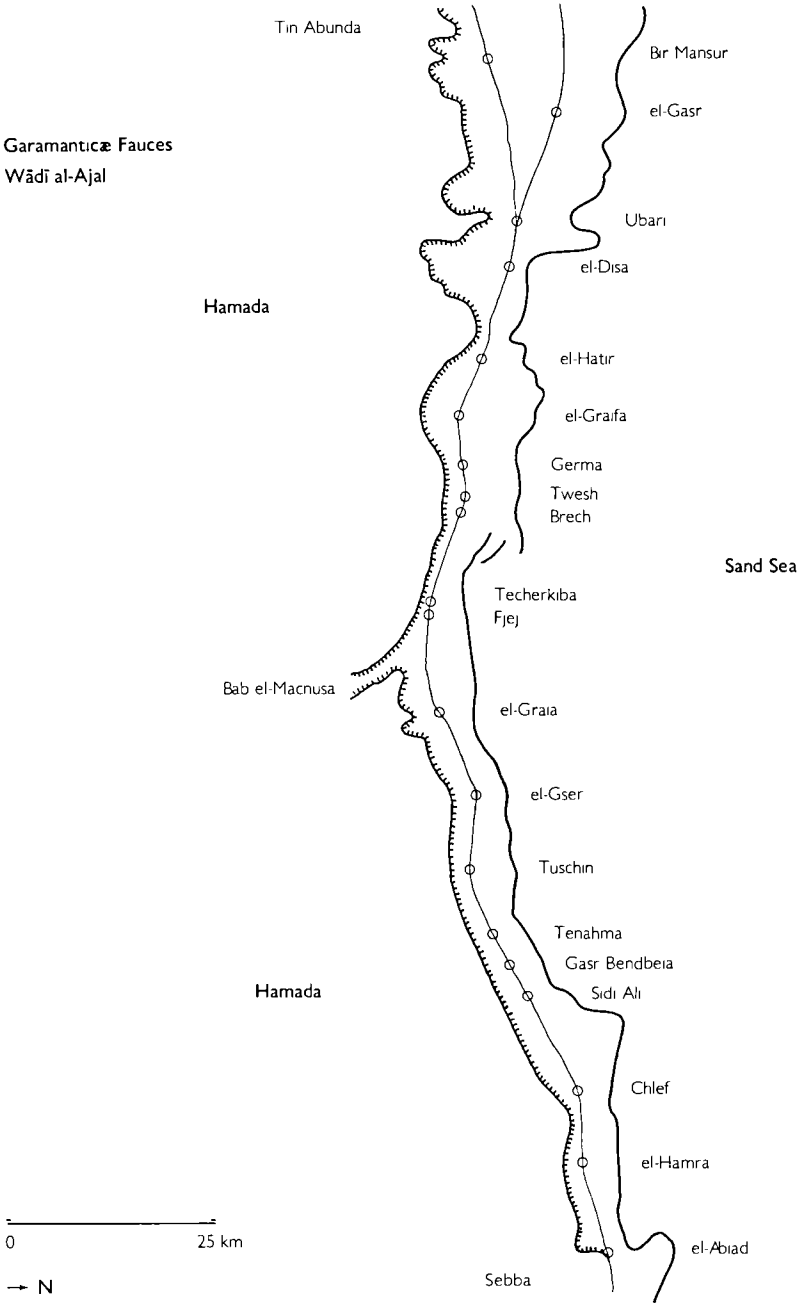 Tin Abunda
Bir Mansur
el-Gasr
Garamanticæ Fauces
Wādī al-Ajal
Ubari
el-Disa
Hamada
el-Hatir
el-Graifa
Germa
Twesh
Brech
Sand Sea
Techerkiba
Fjej
Bab el-Macnusa
el-Graia
el-Gser
Tuschin
Tenahma
Gasr Bendbeia
Hamada
Sidi Ali
Chlef
el-Hamra
0 25 km
el-Abiad
→ N
Sebba